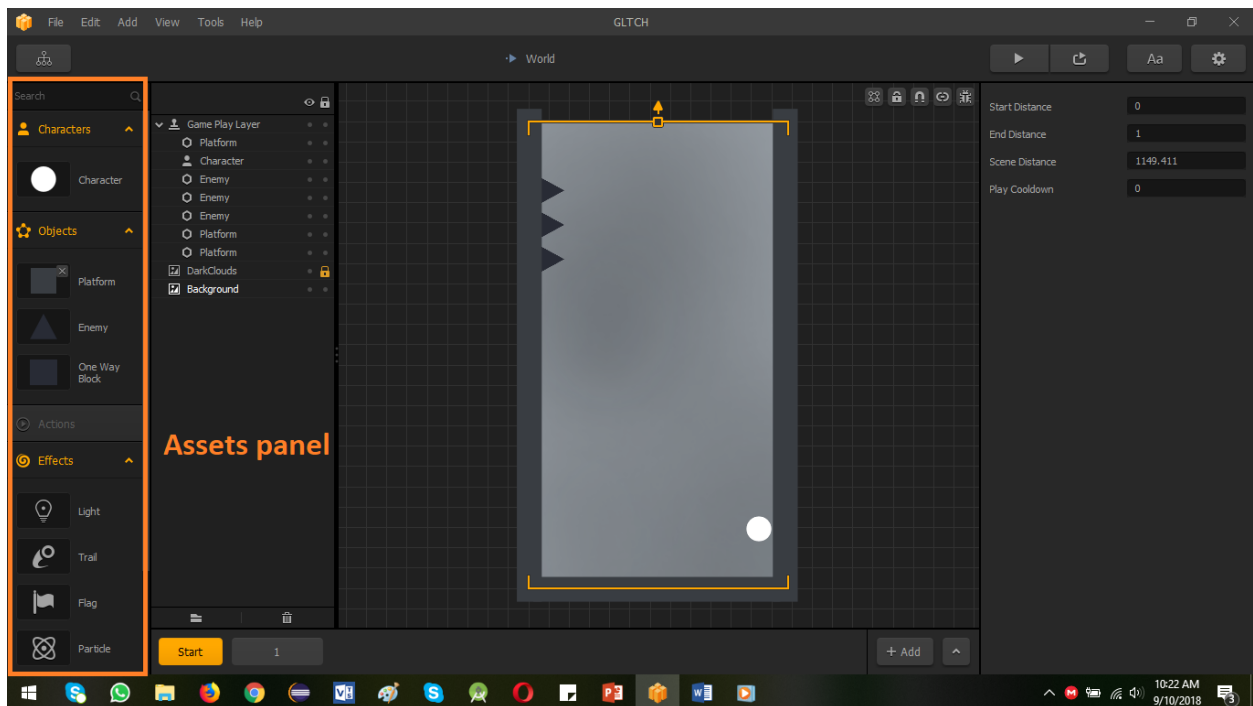 File Edit Add View Tools Help
GLTCH
World
Aa
Search
Characters
Character
Objects
Platform
Enemy
One Way
Block
Actions
Effects
Light
Trail
Flag
Particle
Game Play Layer
Platform
Character
Enemy
Enemy
Enemy
Platform
Platform
DarkClouds
Background
Assets panel
Start Distance 0
End Distance 1
Scene Distance 1149.411
Play Cooldown 0
Start 1
+ Add
10:22 AM
9/10/2018
3